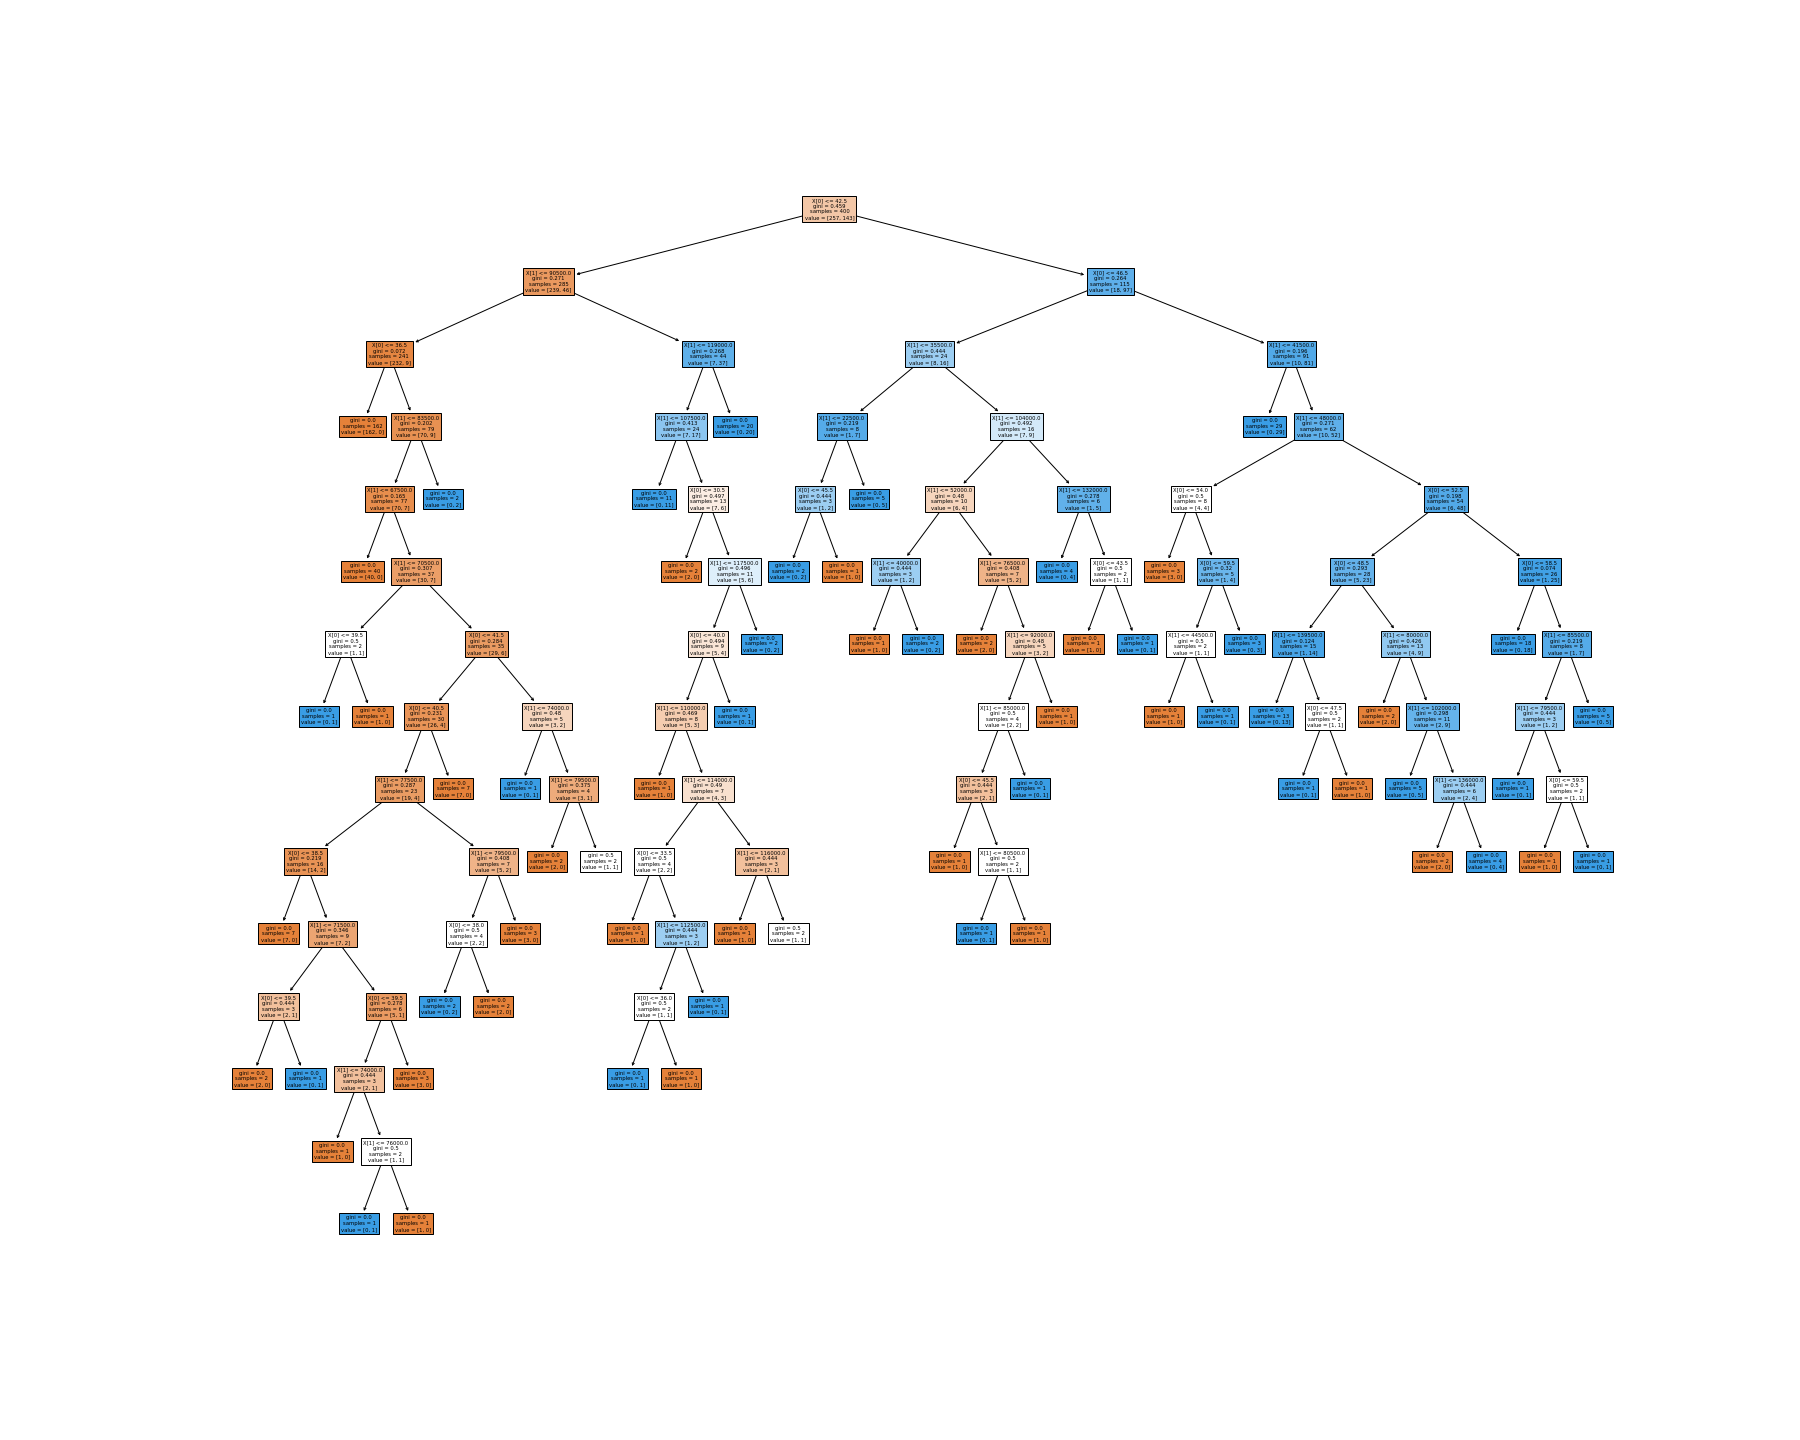 X[0] <= 42.5
gini = 0.459
samples = 400
value = [257, 143]
X[1] <= 90500.0
gini = 0.271
samples = 285
value = [239, 46]
X[0] <= 46.5
gini = 0.264
samples = 115
value = [18, 97]
X[0] <= 36.5
gini = 0.072
samples = 241
value = [232, 9]
X[1] <= 119000.0
gini = 0.268
samples = 44
value = [7, 37]
X[1] <= 35500.0
gini = 0.444
samples = 24
value = [8, 16]
X[1] <= 41500.0
gini = 0.196
samples = 91
value = [10, 81]
gini = 0.0
samples = 162
value = [162, 0]
X[1] <= 83500.0
gini = 0.202
samples = 79
value = [70, 9]
X[1] <= 107500.0
gini = 0.413
samples = 24
value = [7, 17]
gini = 0.0
samples = 20
value = [0, 20]
X[1] <= 22500.0
gini = 0.219
samples = 8
value = [1, 7]
X[1] <= 104000.0
gini = 0.492
samples = 16
value = [7, 9]
gini = 0.0
samples = 29
value = [0, 29]
X[1] <= 48000.0
gini = 0.271
samples = 62
value = [10, 52]
X[1] <= 67500.0
gini = 0.165
samples = 77
value = [70, 7]
gini = 0.0
samples = 2
value = [0, 2]
gini = 0.0
samples = 11
value = [0, 11]
X[0] <= 30.5
gini = 0.497
samples = 13
value = [7, 6]
X[0] <= 45.5
gini = 0.444
samples = 3
value = [1, 2]
gini = 0.0
samples = 5
value = [0, 5]
X[1] <= 52000.0
gini = 0.48
samples = 10
value = [6, 4]
X[1] <= 132000.0
gini = 0.278
samples = 6
value = [1, 5]
X[0] <= 54.0
gini = 0.5
samples = 8
value = [4, 4]
X[0] <= 52.5
gini = 0.198
samples = 54
value = [6, 48]
gini = 0.0
samples = 40
value = [40, 0]
X[1] <= 70500.0
gini = 0.307
samples = 37
value = [30, 7]
gini = 0.0
samples = 2
value = [2, 0]
X[1] <= 117500.0
gini = 0.496
samples = 11
value = [5, 6]
gini = 0.0
samples = 2
value = [0, 2]
gini = 0.0
samples = 1
value = [1, 0]
X[1] <= 40000.0
gini = 0.444
samples = 3
value = [1, 2]
X[1] <= 76500.0
gini = 0.408
samples = 7
value = [5, 2]
gini = 0.0
samples = 4
value = [0, 4]
X[0] <= 43.5
gini = 0.5
samples = 2
value = [1, 1]
gini = 0.0
samples = 3
value = [3, 0]
X[0] <= 59.5
gini = 0.32
samples = 5
value = [1, 4]
X[0] <= 48.5
gini = 0.293
samples = 28
value = [5, 23]
X[0] <= 58.5
gini = 0.074
samples = 26
value = [1, 25]
X[0] <= 39.5
gini = 0.5
samples = 2
value = [1, 1]
X[0] <= 41.5
gini = 0.284
samples = 35
value = [29, 6]
X[0] <= 40.0
gini = 0.494
samples = 9
value = [5, 4]
gini = 0.0
samples = 2
value = [0, 2]
gini = 0.0
samples = 1
value = [1, 0]
gini = 0.0
samples = 2
value = [0, 2]
gini = 0.0
samples = 2
value = [2, 0]
X[1] <= 92000.0
gini = 0.48
samples = 5
value = [3, 2]
gini = 0.0
samples = 1
value = [1, 0]
gini = 0.0
samples = 1
value = [0, 1]
X[1] <= 44500.0
gini = 0.5
samples = 2
value = [1, 1]
gini = 0.0
samples = 3
value = [0, 3]
X[1] <= 139500.0
gini = 0.124
samples = 15
value = [1, 14]
X[1] <= 80000.0
gini = 0.426
samples = 13
value = [4, 9]
gini = 0.0
samples = 18
value = [0, 18]
X[1] <= 85500.0
gini = 0.219
samples = 8
value = [1, 7]
gini = 0.0
samples = 1
value = [0, 1]
gini = 0.0
samples = 1
value = [1, 0]
X[0] <= 40.5
gini = 0.231
samples = 30
value = [26, 4]
X[1] <= 74000.0
gini = 0.48
samples = 5
value = [3, 2]
X[1] <= 110000.0
gini = 0.469
samples = 8
value = [5, 3]
gini = 0.0
samples = 1
value = [0, 1]
X[1] <= 85000.0
gini = 0.5
samples = 4
value = [2, 2]
gini = 0.0
samples = 1
value = [1, 0]
gini = 0.0
samples = 1
value = [1, 0]
gini = 0.0
samples = 1
value = [0, 1]
gini = 0.0
samples = 13
value = [0, 13]
X[0] <= 47.5
gini = 0.5
samples = 2
value = [1, 1]
gini = 0.0
samples = 2
value = [2, 0]
X[1] <= 102000.0
gini = 0.298
samples = 11
value = [2, 9]
X[1] <= 79500.0
gini = 0.444
samples = 3
value = [1, 2]
gini = 0.0
samples = 5
value = [0, 5]
X[1] <= 77500.0
gini = 0.287
samples = 23
value = [19, 4]
gini = 0.0
samples = 7
value = [7, 0]
gini = 0.0
samples = 1
value = [0, 1]
X[1] <= 79500.0
gini = 0.375
samples = 4
value = [3, 1]
gini = 0.0
samples = 1
value = [1, 0]
X[1] <= 114000.0
gini = 0.49
samples = 7
value = [4, 3]
X[0] <= 45.5
gini = 0.444
samples = 3
value = [2, 1]
gini = 0.0
samples = 1
value = [0, 1]
gini = 0.0
samples = 1
value = [0, 1]
gini = 0.0
samples = 1
value = [1, 0]
gini = 0.0
samples = 5
value = [0, 5]
X[1] <= 136000.0
gini = 0.444
samples = 6
value = [2, 4]
gini = 0.0
samples = 1
value = [0, 1]
X[0] <= 59.5
gini = 0.5
samples = 2
value = [1, 1]
X[0] <= 38.5
gini = 0.219
samples = 16
value = [14, 2]
X[1] <= 79500.0
gini = 0.408
samples = 7
value = [5, 2]
gini = 0.0
samples = 2
value = [2, 0]
gini = 0.5
samples = 2
value = [1, 1]
X[0] <= 33.5
gini = 0.5
samples = 4
value = [2, 2]
X[1] <= 116000.0
gini = 0.444
samples = 3
value = [2, 1]
gini = 0.0
samples = 1
value = [1, 0]
X[1] <= 80500.0
gini = 0.5
samples = 2
value = [1, 1]
gini = 0.0
samples = 2
value = [2, 0]
gini = 0.0
samples = 4
value = [0, 4]
gini = 0.0
samples = 1
value = [1, 0]
gini = 0.0
samples = 1
value = [0, 1]
gini = 0.0
samples = 7
value = [7, 0]
X[1] <= 71500.0
gini = 0.346
samples = 9
value = [7, 2]
X[0] <= 38.0
gini = 0.5
samples = 4
value = [2, 2]
gini = 0.0
samples = 3
value = [3, 0]
gini = 0.0
samples = 1
value = [1, 0]
X[1] <= 112500.0
gini = 0.444
samples = 3
value = [1, 2]
gini = 0.0
samples = 1
value = [1, 0]
gini = 0.5
samples = 2
value = [1, 1]
gini = 0.0
samples = 1
value = [0, 1]
gini = 0.0
samples = 1
value = [1, 0]
X[0] <= 39.5
gini = 0.444
samples = 3
value = [2, 1]
X[0] <= 39.5
gini = 0.278
samples = 6
value = [5, 1]
gini = 0.0
samples = 2
value = [0, 2]
gini = 0.0
samples = 2
value = [2, 0]
X[0] <= 36.0
gini = 0.5
samples = 2
value = [1, 1]
gini = 0.0
samples = 1
value = [0, 1]
gini = 0.0
samples = 2
value = [2, 0]
gini = 0.0
samples = 1
value = [0, 1]
X[1] <= 74000.0
gini = 0.444
samples = 3
value = [2, 1]
gini = 0.0
samples = 3
value = [3, 0]
gini = 0.0
samples = 1
value = [0, 1]
gini = 0.0
samples = 1
value = [1, 0]
gini = 0.0
samples = 1
value = [1, 0]
X[1] <= 76000.0
gini = 0.5
samples = 2
value = [1, 1]
gini = 0.0
samples = 1
value = [0, 1]
gini = 0.0
samples = 1
value = [1, 0]